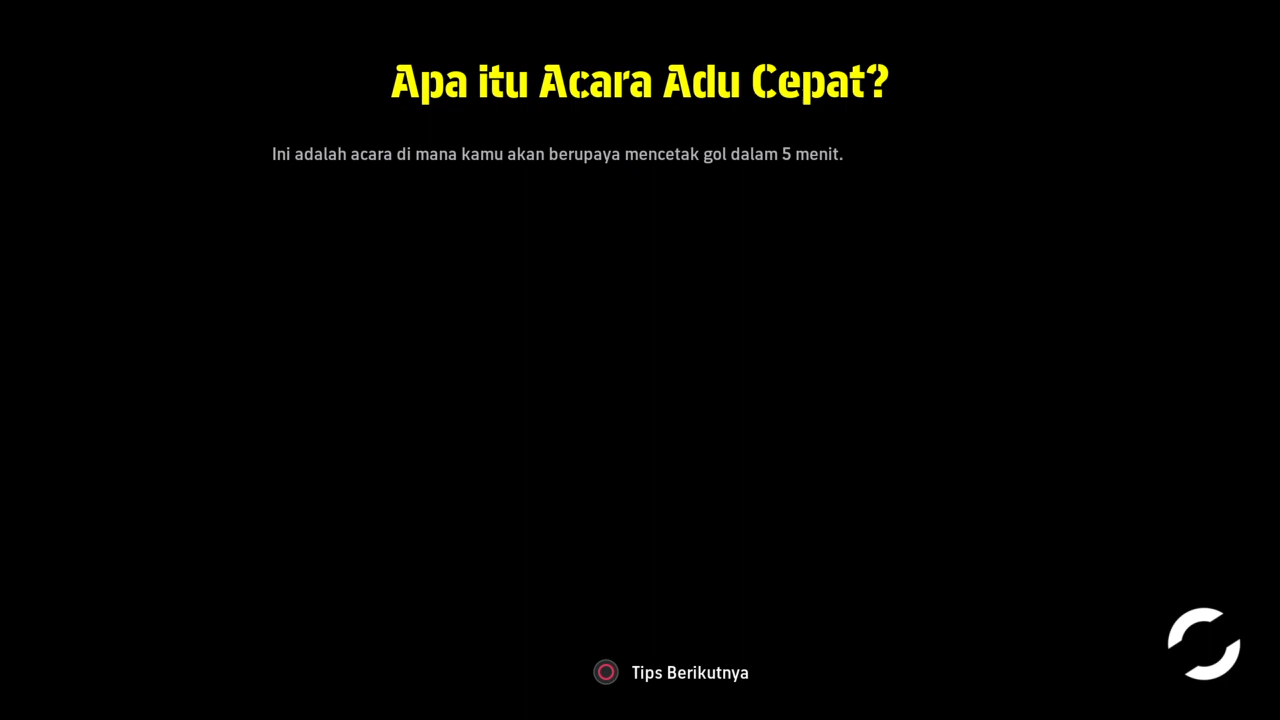 Apa itu Acara Adu Cepat?
Ini adalah acara di mana kamu akan berupaya mencetak gol dalam 5 menit.
Tips Berikutnya